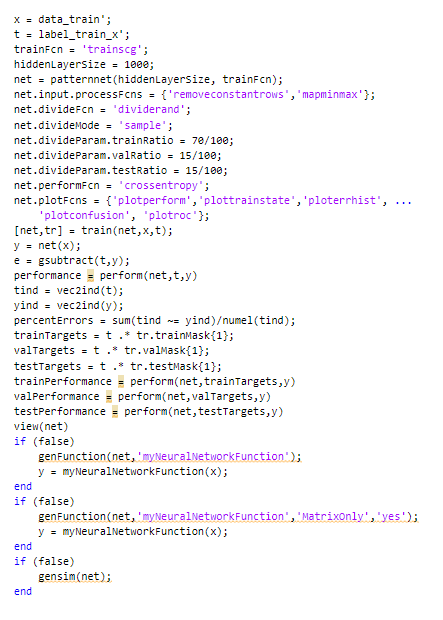 x = data_train';
t = label_train_x';
trainFcn = 'trainscg';
hiddenLayerSize = 1000;
net = patternnet(hiddenLayerSize, trainFcn);
net.input.processFcns = {'removeconstantrows','mapminmax'};
net.divideFcn = 'dividerand';
net.divideMode = 'sample';
net.divideParam.trainRatio = 70/100;
net.divideParam.valRatio = 15/100;
net.divideParam.testRatio = 15/100;
net.performFcn = 'crossentropy';
net.plotFcns = {'plotperform','plottrainstate','ploterrhist', ...
    'plotconfusion', 'plotroc'};
[net,tr] = train(net,x,t);
y = net(x);
e = gsubtract(t,y);
performance = perform(net,t,y)
tind = vec2ind(t);
yind = vec2ind(y);
percentErrors = sum(tind ~= yind)/numel(tind);
trainTargets = t .* tr.trainMask{1};
valTargets = t .* tr.valMask{1};
testTargets = t .* tr.testMask{1};
trainPerformance = perform(net,trainTargets,y)
valPerformance = perform(net,valTargets,y)
testPerformance = perform(net,testTargets,y)
view(net)
if (false)
    genFunction(net,'myNeuralNetworkFunction');
    y = myNeuralNetworkFunction(x);
end
if (false)
    genFunction(net,'myNeuralNetworkFunction','MatrixOnly','yes');
    y = myNeuralNetworkFunction(x);
end
if (false)
    gensim(net);
end